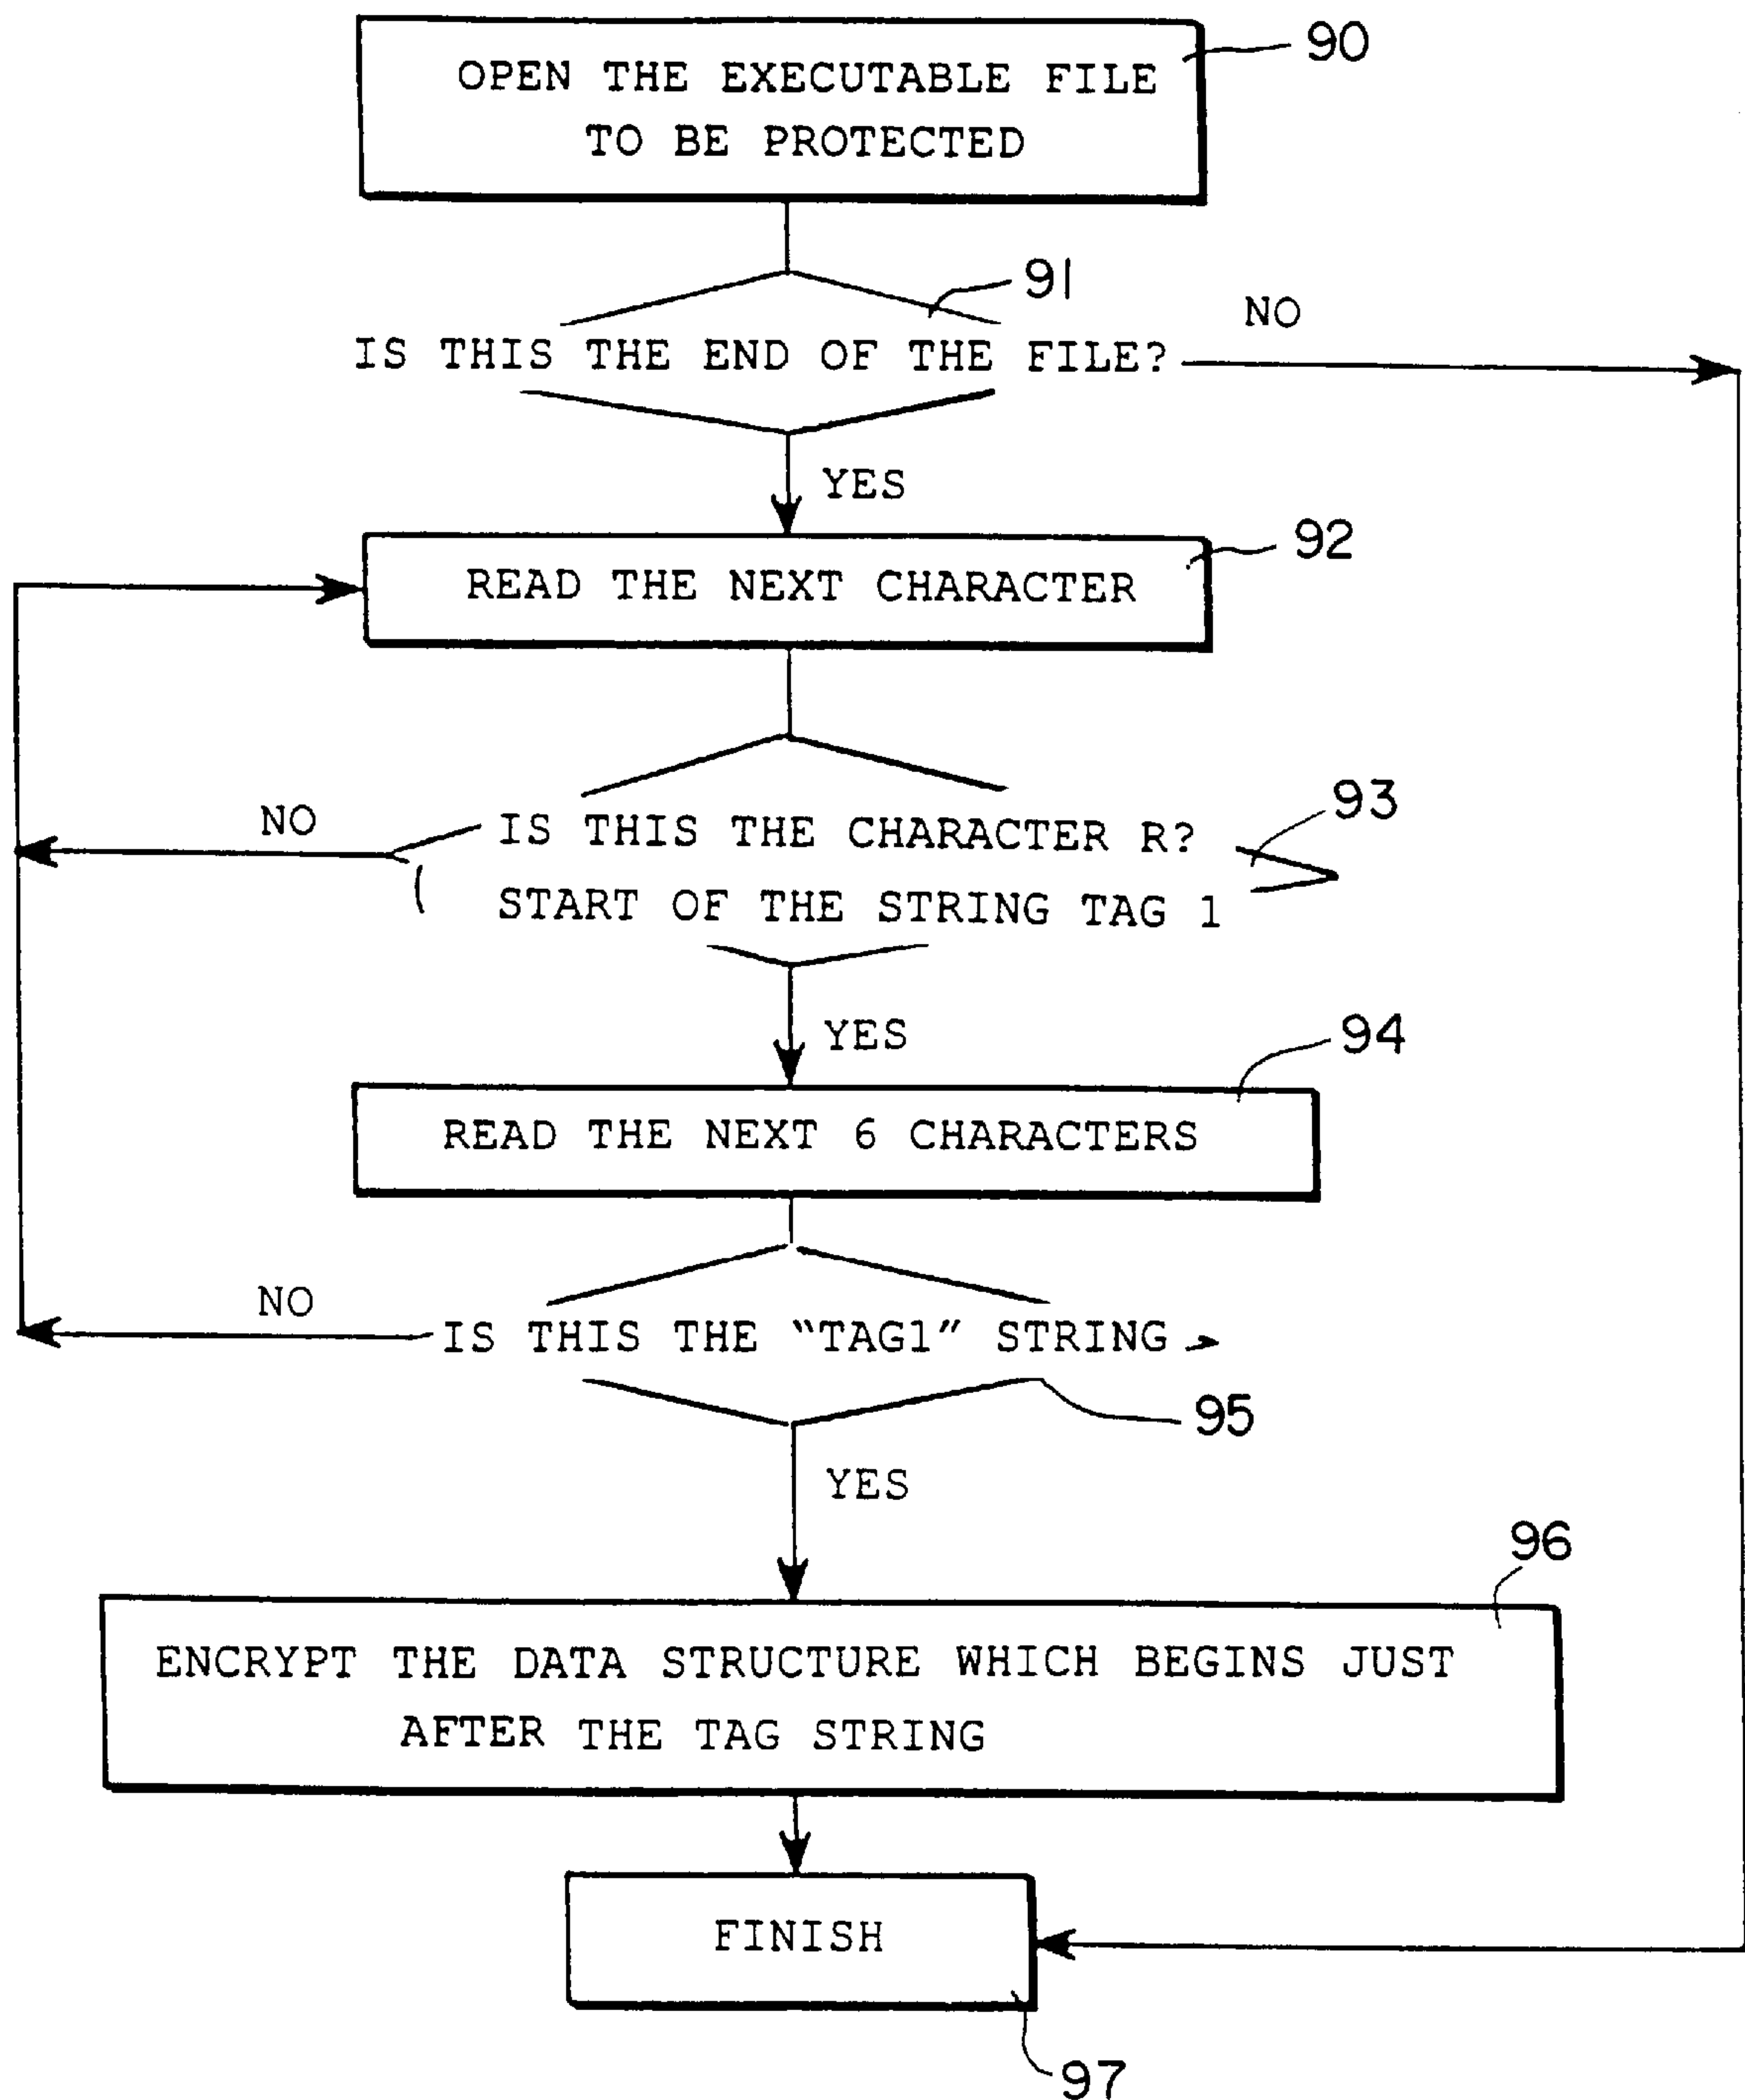 90
OPEN THE EXECUTABLE FILE
TO BE PROTECTED
91
NO
IS THIS THE END OF THE FILE?
YES
92
READ THE NEXT CHARACTER
93
NO
IS THIS THE CHARACTER R?
( START OF THE STRING TAG 1
YES
94
READ THE NEXT 6 CHARACTERS
NO
IS THIS THE “TAG1” STRING
95
YES
96
ENCRYPT THE DATA STRUCTURE WHICH BEGINS JUST
AFTER THE TAG STRING
FINISH
97